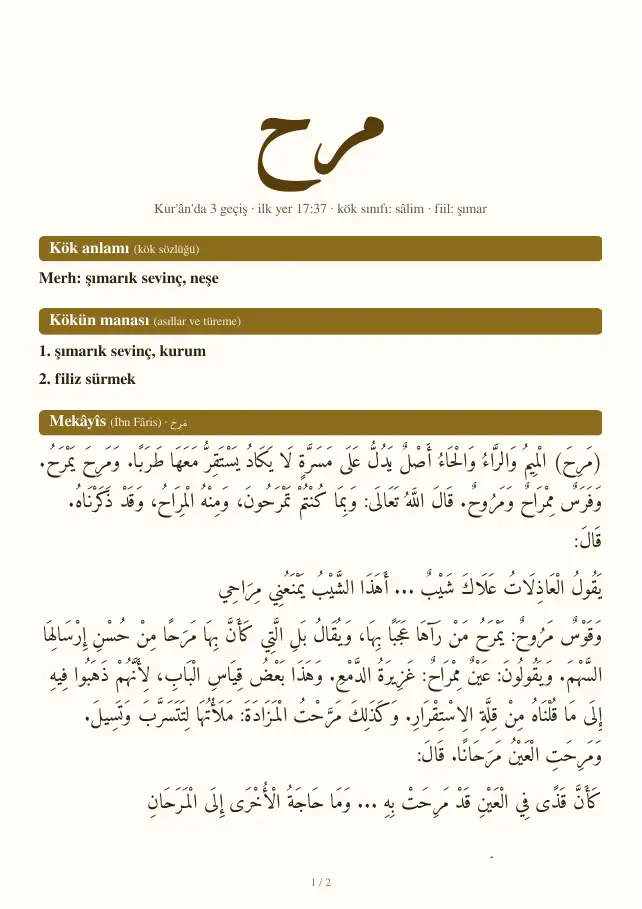 مرح
Kur'ân'da 3 geçiş · ilk yer 17:37 · kök sınıfı: sâlim · fiil: şımar
Kök anlamı (kök sözlüğü)
Merh: şımarık sevinç, neşe
Kökün manası (asıllar ve türeme)
1. şımarık sevinç, kurum
2. filiz sürmek
Mekâyîs (İbn Fâris) · مَرِحَ
(مَرِحَ) الْمِيمُ وَالرَّاءُ وَالْحَاءُ أَصْلٌ يَدُلُّ عَلَى مَسَرَّةٍ لَا يَكَادُ يَسْتَقِرُّ مَعَهَا طَرَبًا. وَمَرِحَ يَمْرَحُ.
وَفَرَسٌ مِمْرَاحٌ وَمَرُوحٌ. قَالَ اللَّهُ تَعَالَى: وَبِمَا كُنْتُمْ تَمْرَحُونَ، وَمِنْهُ الْمِرَاحُ، وَقَدْ ذَكَرْنَاهُ.
قَالَ:
يَقُولُ الْعَاذِلَاتُ عَلَاكَ شَيْبٌ ... أَهَذَا الشَّيْبُ يَمْنَعُنِي مِرَاحِي
وَقَوْسٌ مَرُوحٌ: يَمْرَحُ مَنْ رَآهَا عَجَبًا بِهَا، وَيُقَالُ بَلِ الَّتِي كَأَنَّ بِهَا مَرَحًا مِنْ حُسْنِ إِرْسَالِهَا
السَّهْمَ. وَيَقُولُونَ: عَيْنٌ مِمْرَاحٌ: غَزِيرَةُ الدَّمْعِ. وَهَذَا بَعْضُ قِيَاسِ الْبَابِ، لِأَنَّهُمْ ذَهَبُوا فِيهِ
إِلَى مَا قُلْنَاهُ مِنْ قِلَّةِ الِاسْتِقْرَارِ. وَكَذَلِكَ مَرَّحْتُ الْمَزَادَةَ: مَلَأْتُهَا لِتَتَسَرَّبَ وَتَسِيلَ.
وَمَرِحَتِ الْعَيْنُ مَرَحَانًا. قَالَ:
كَأَنَّ قَذًى فِي الْعَيْنِ قَدْ مَرِحَتْ بِهِ ... وَمَا حَاجَةُ الْأُخْرَى إِلَى الْمَرَحَانِ
1 / 2